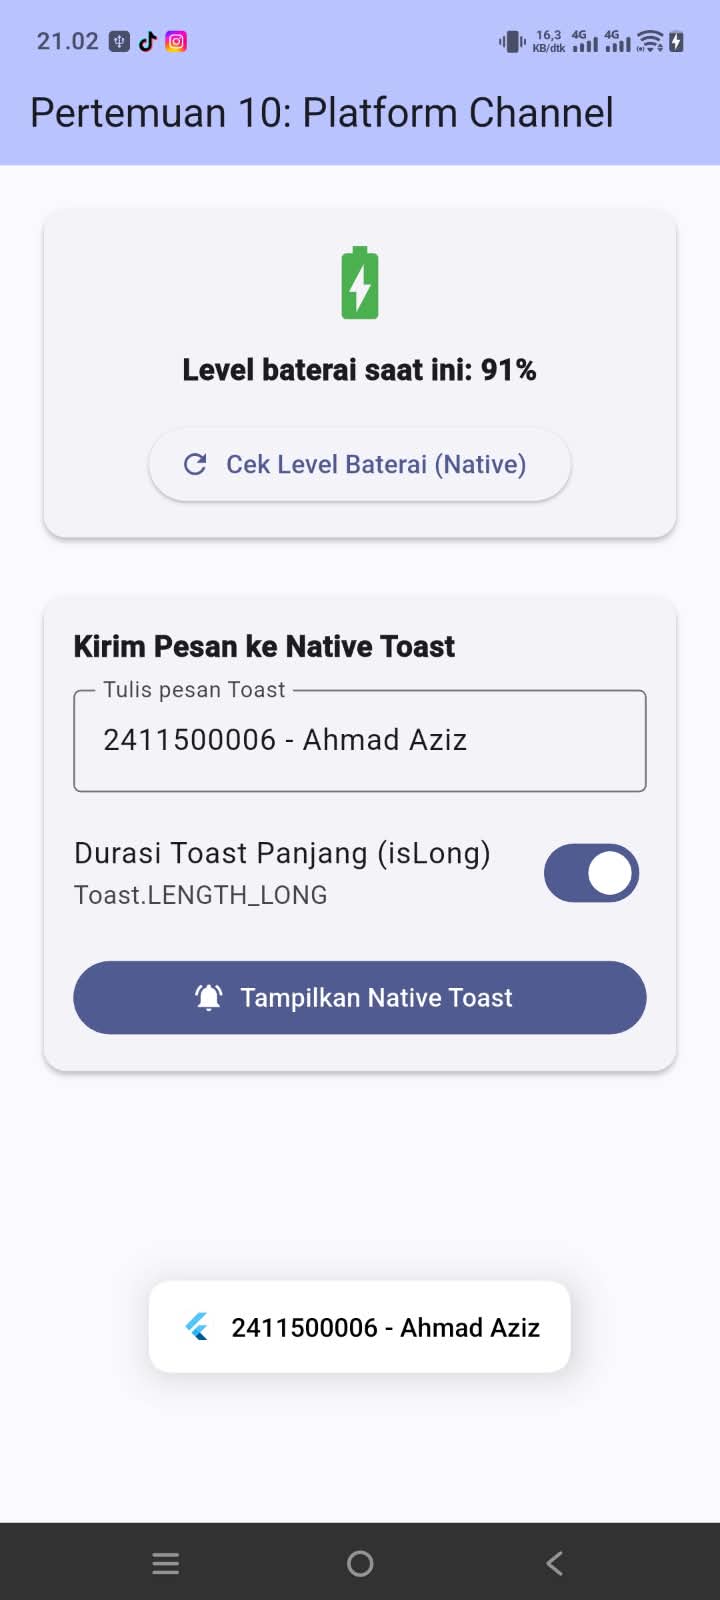 21.02
16,3
KB/dtk
4G
4G
Pertemuan 10: Platform Channel
Level baterai saat ini: 91%
Cek Level Baterai (Native)
Kirim Pesan ke Native Toast
Tulis pesan Toast
2411500006 - Ahmad Aziz
Durasi Toast Panjang (isLong)
Toast.LENGTH_LONG
Tampilkan Native Toast
2411500006 - Ahmad Aziz